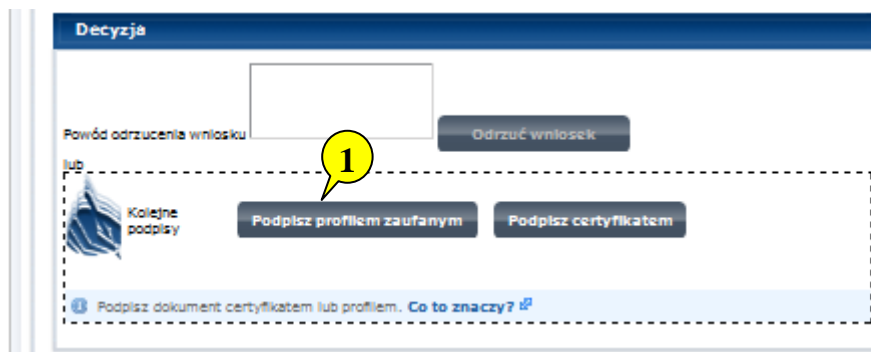 Decyzja
Powód odrzucenia wniosku
Odrzuć wniosek
lub
1
Kolejne
podpisy
Podpisz profilem zaufanym
Podpisz certyfikatem
Podpisz dokument certyfikatem lub profilem. Co to znaczy?